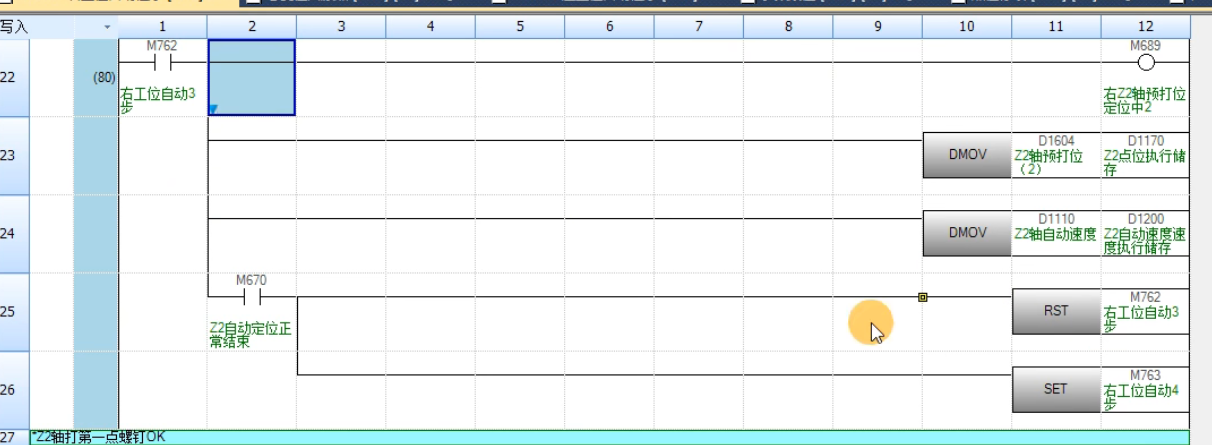 写入 1 2 3 4 5 6 7 8 9 10 11 12
M762 M689
22 (80)
右工位自动3步 右Z2轴预打位定位中2
D1604 D1170
23 DMOV Z2轴预打位（2） Z2点位执行储存
D1110 D1200
24 DMOV Z2轴自动速度 Z2自动速度速度执行储存
M670 M762
25 RST 右工位自动3步
Z2自动定位正常结束
M763
26 SET 右工位自动4步
27 *Z2轴打第一点螺钉OK